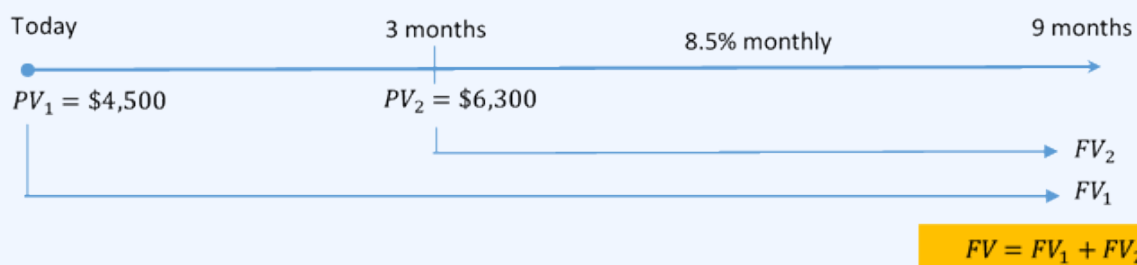 Today 3 months 8.5% monthly 9 months
PV₁ = $4,500 PV₂ = $6,300
FV₂
FV₁
FV = FV₁ + FV₂